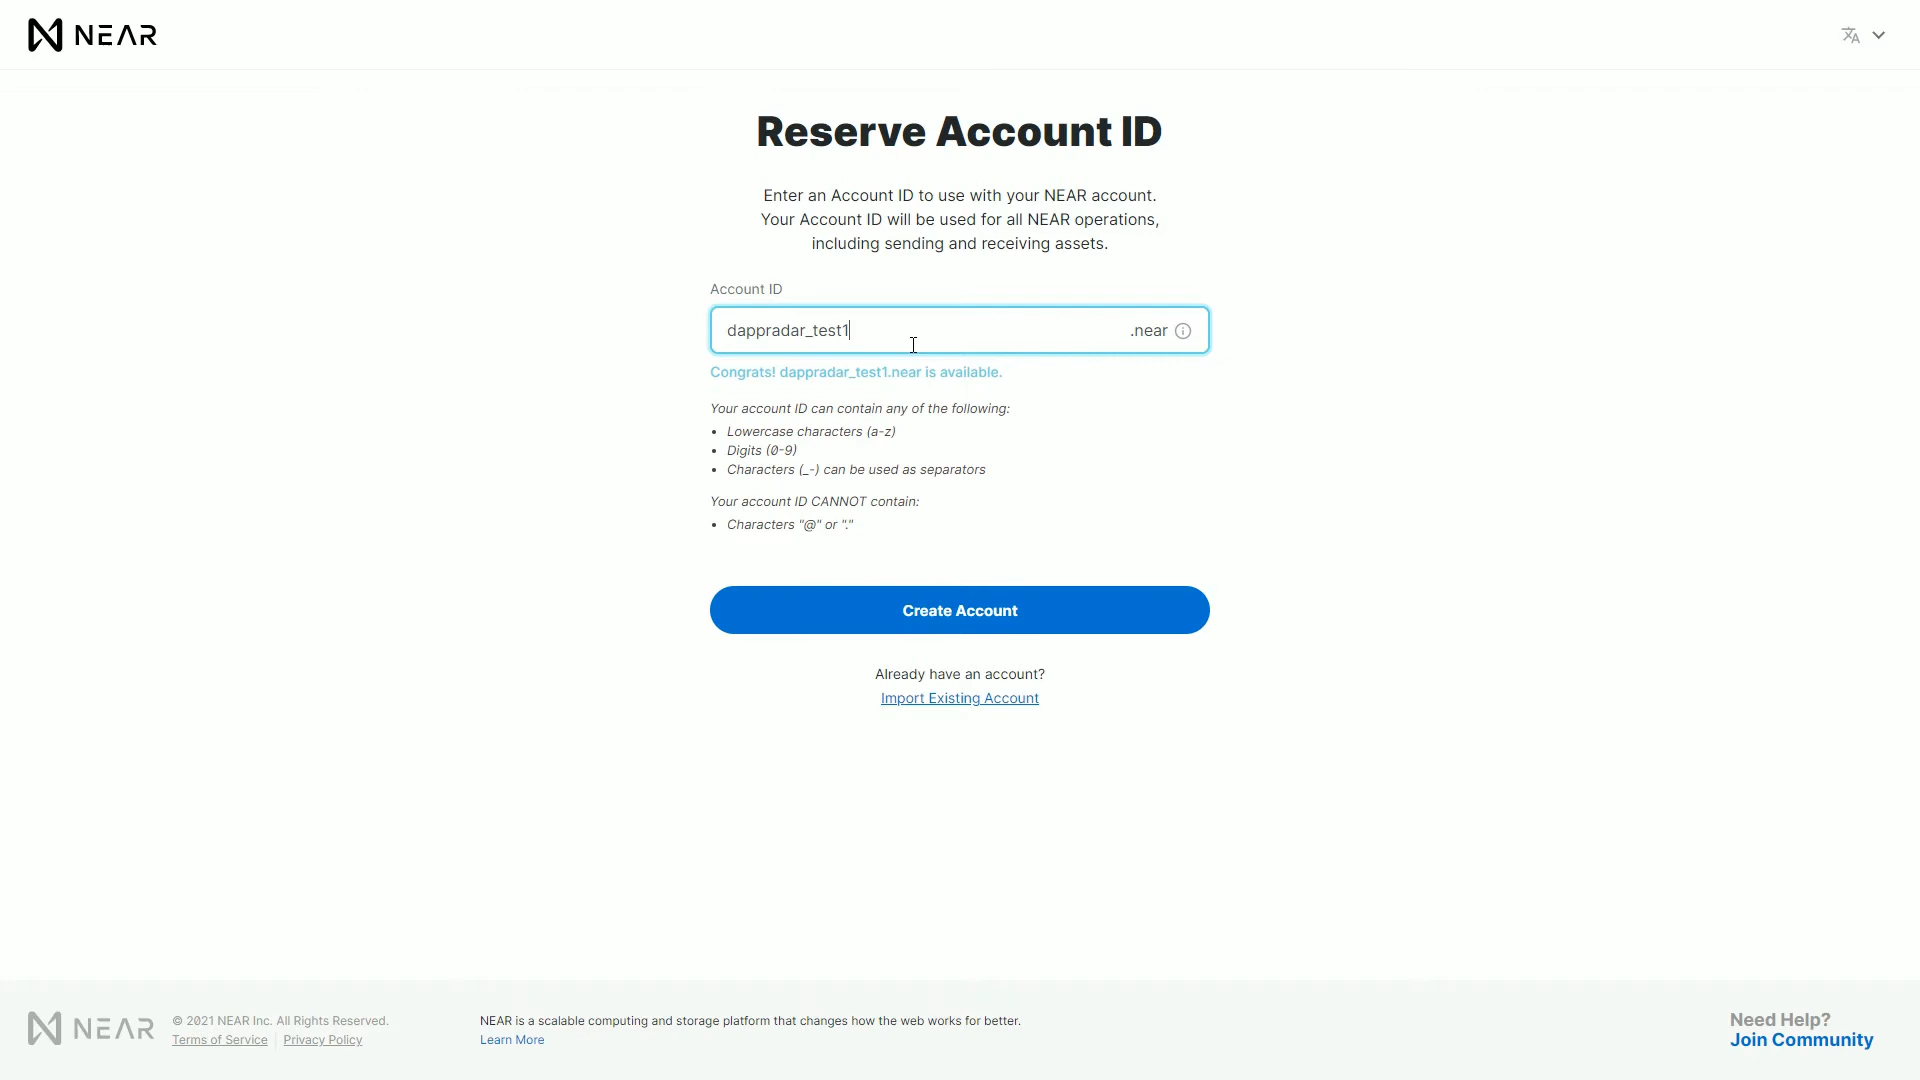 NEAR
Reserve Account ID
Enter an Account ID to use with your NEAR account.
Your Account ID will be used for all NEAR operations,
including sending and receiving assets.
Account ID
dappradar_test1 .near
Congrats! dappradar_test1.near is available.
Your account ID can contain any of the following:
• Lowercase characters (a-z)
• Digits (0-9)
• Characters (_-) can be used as separators
Your account ID CANNOT contain:
• Characters "@" or "."
Create Account
Already have an account?
Import Existing Account
NEAR
© 2021 NEAR Inc. All Rights Reserved.
Terms of Service Privacy Policy
NEAR is a scalable computing and storage platform that changes how the web works for better.
Learn More
Need Help?
Join Community